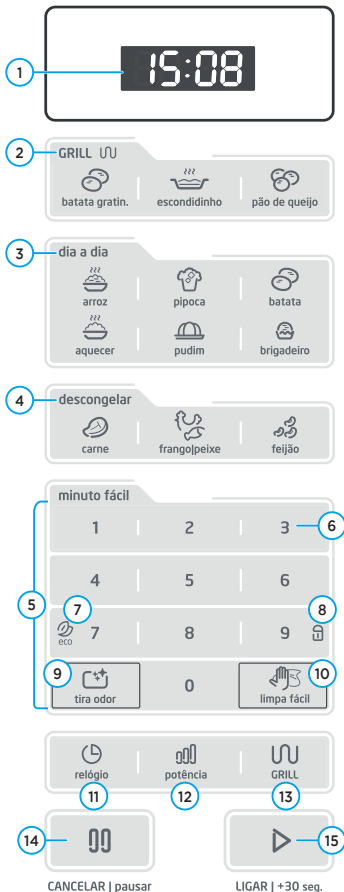 1
15:08
2
GRILL
batata gratin.
escondidinho
pão de queijo
3
dia a dia
arroz
pipoca
batata
aquecer
pudim
brigadeiro
4
descongelar
carne
frango|peixe
feijão
minuto fácil
1 2 3 6
4 5 6
5
7 8
eco 7 8 9
9 10
tira odor 0 limpa fácil
relógio potência GRILL
11 12 13
14 15
CANCELAR | pausar LIGAR | +30 seg.